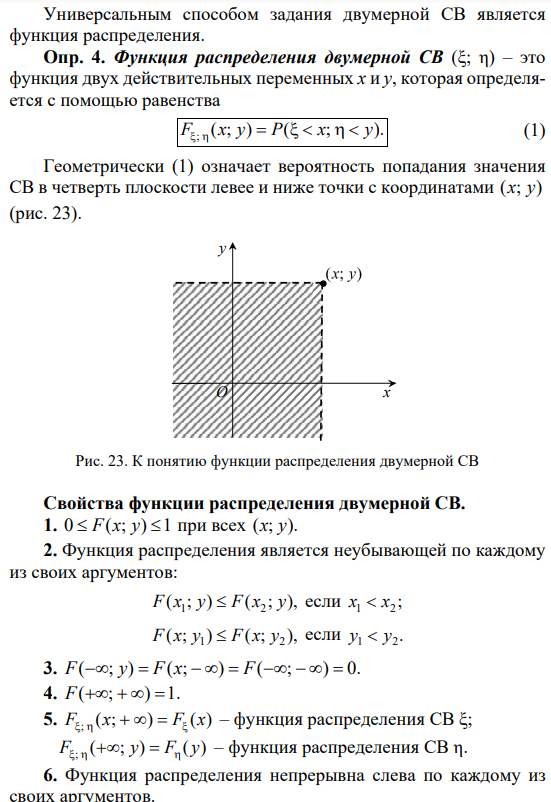 Универсальным способом задания двумерной СВ является
функция распределения.
Опр. 4. Функция распределения двумерной СВ (ξ; η) – это
функция двух действительных переменных x и y, которая определя-
ется с помощью равенства
F_{ξ; η}(x; y) = P(ξ < x; η < y). (1)
Геометрически (1) означает вероятность попадания значения
СВ в четверть плоскости левее и ниже точки с координатами (x; y)
(рис. 23).
y
(x; y)
O
x
Рис. 23. К понятию функции распределения двумерной СВ
Свойства функции распределения двумерной СВ.
1. 0 ≤ F(x; y) ≤ 1 при всех (x; y).
2. Функция распределения является неубывающей по каждому
из своих аргументов:
F(x₁; y) ≤ F(x₂; y), если x₁ < x₂;
F(x; y₁) ≤ F(x; y₂), если y₁ < y₂.
3. F(−∞; y) = F(x; −∞) = F(−∞; −∞) = 0.
4. F(+∞; +∞) = 1.
5. F_{ξ; η}(x; +∞) = F_ξ(x) – функция распределения СВ ξ;
F_{ξ; η}(+∞; y) = F_η(y) – функция распределения СВ η.
6. Функция распределения непрерывна слева по каждому из
своих аргументов.